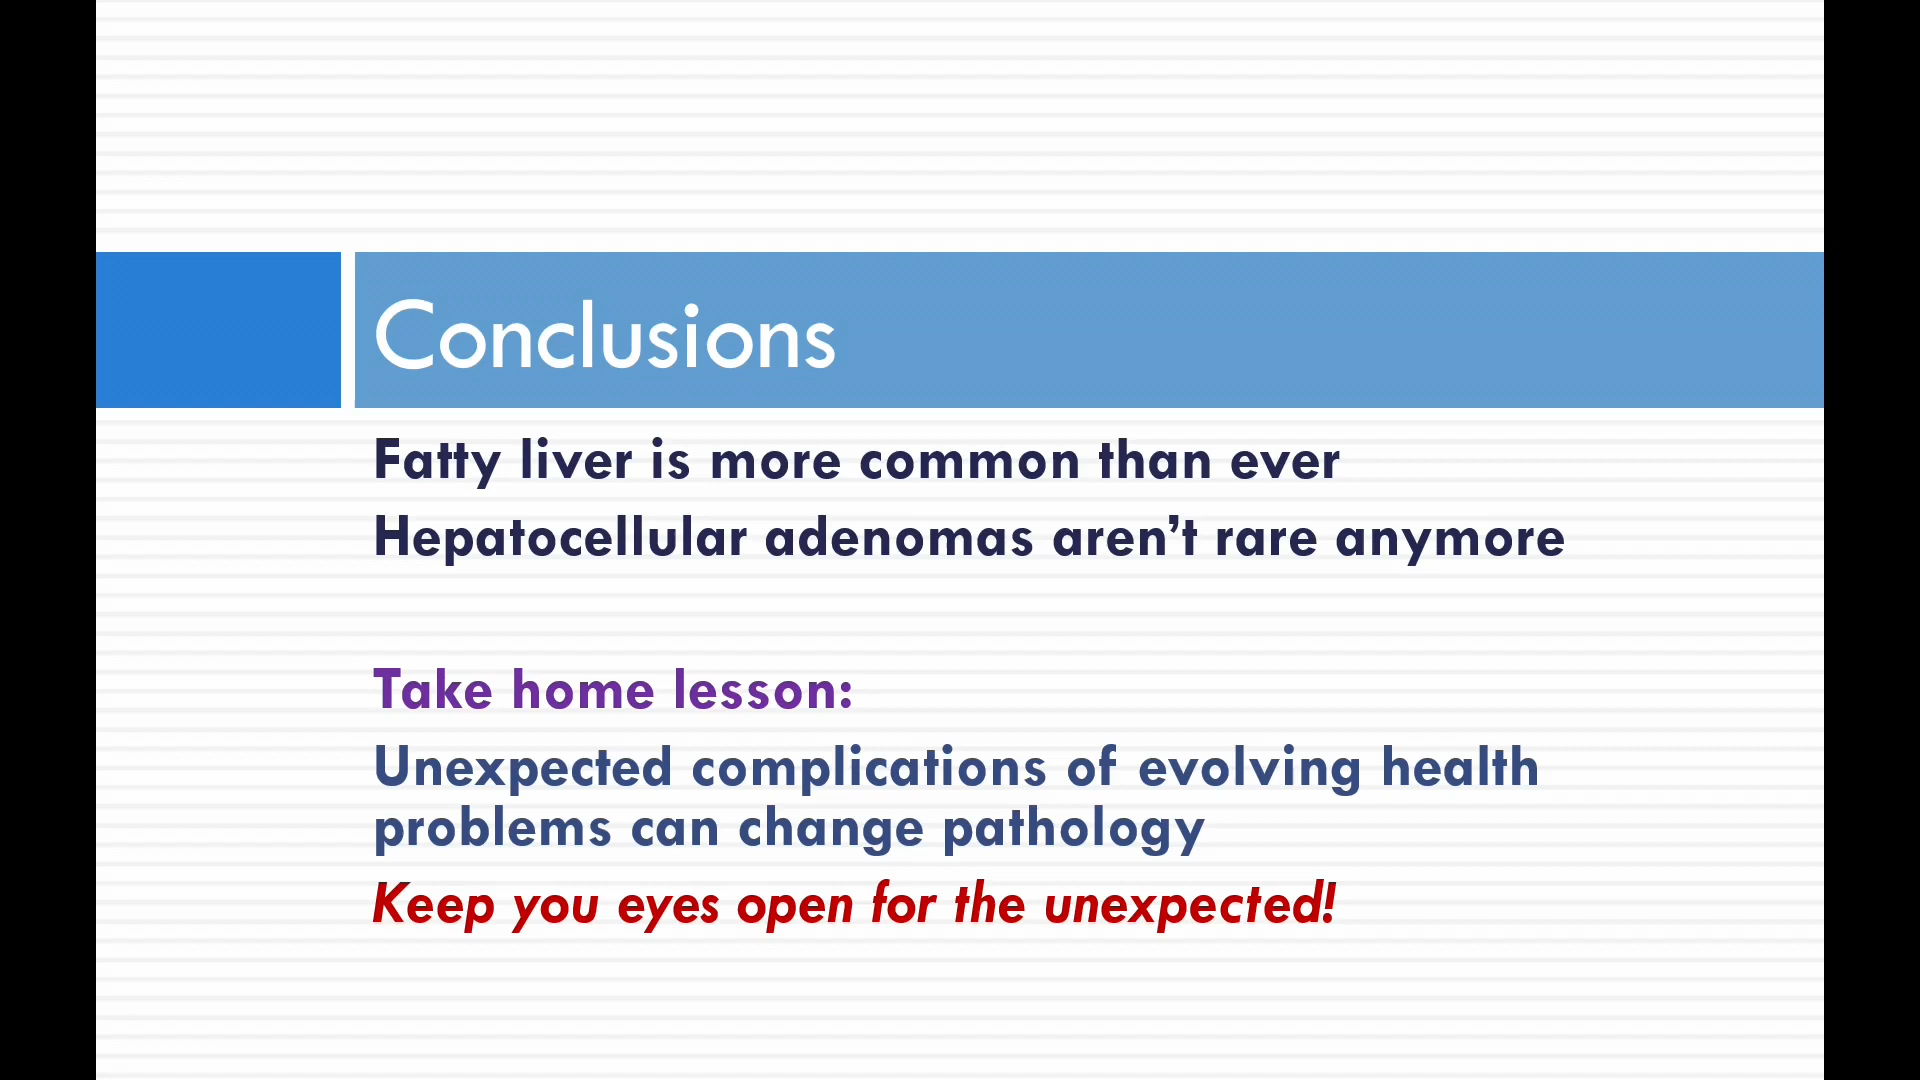 Conclusions
Fatty liver is more common than ever
Hepatocellular adenomas aren’t rare anymore
Take home lesson:
Unexpected complications of evolving health
problems can change pathology
Keep you eyes open for the unexpected!